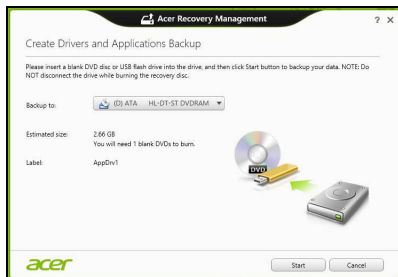 Acer Recovery Management
? ×
Create Drivers and Applications Backup
Please insert a blank DVD disc or USB flash drive into the drive, and then click Start button to backup your data. NOTE: Do
NOT disconnect the drive while burning the recovery disc.
Backup to: (D) ATA HL-DT-ST DVDRAM
Estimated size: 2.66 GB
You will need 1 blank DVDs to burn.
Label: AppDrv1
DVD
acer Start Cancel